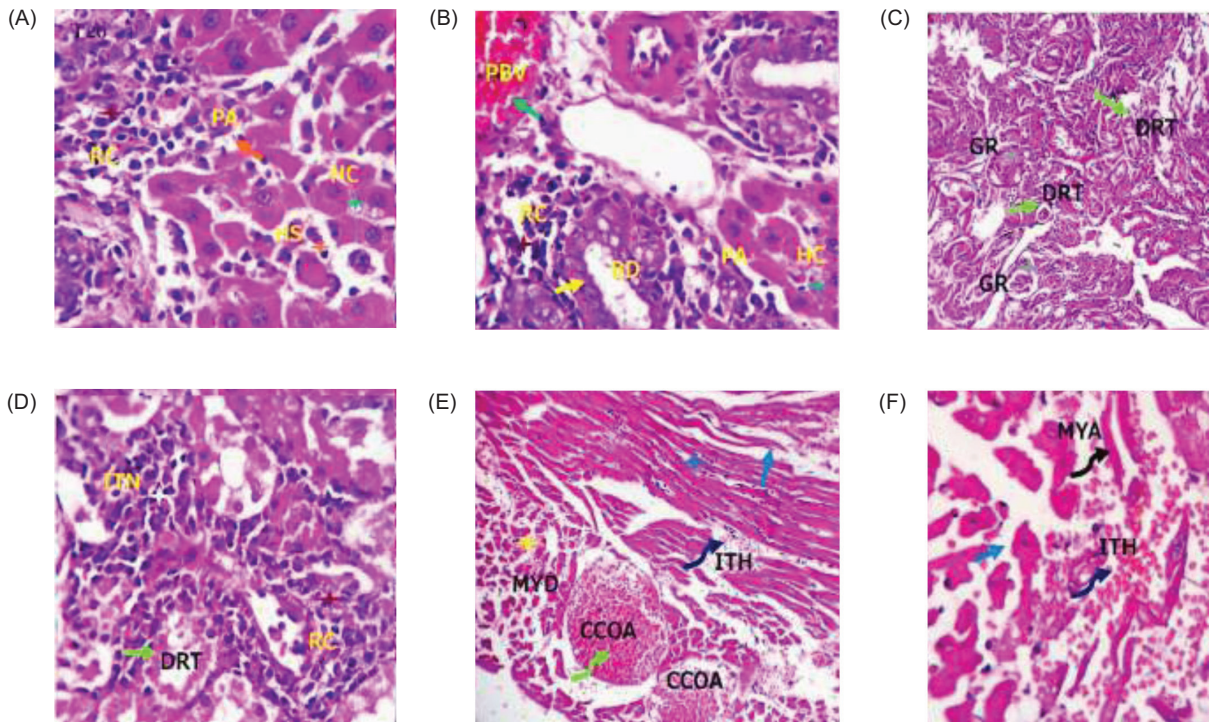 (A)
T20
PA
RC
HC
HS
(B)
PBV
RC
BD
PA
HC
(C)
DRT
GR
DRT
GR
(D)
ITN
RC
DRT
(E)
ITH
MYD
CCOA
CCOA
(F)
MYA
ITH